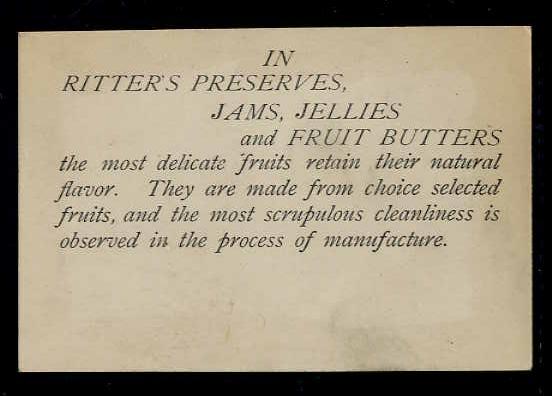 IN
RITTER'S PRESERVES,
JAMS, JELLIES
and FRUIT BUTTERS
the most delicate fruits retain their natural
flavor. They are made from choice selected
fruits, and the most scrupulous cleanliness is
observed in the process of manufacture.